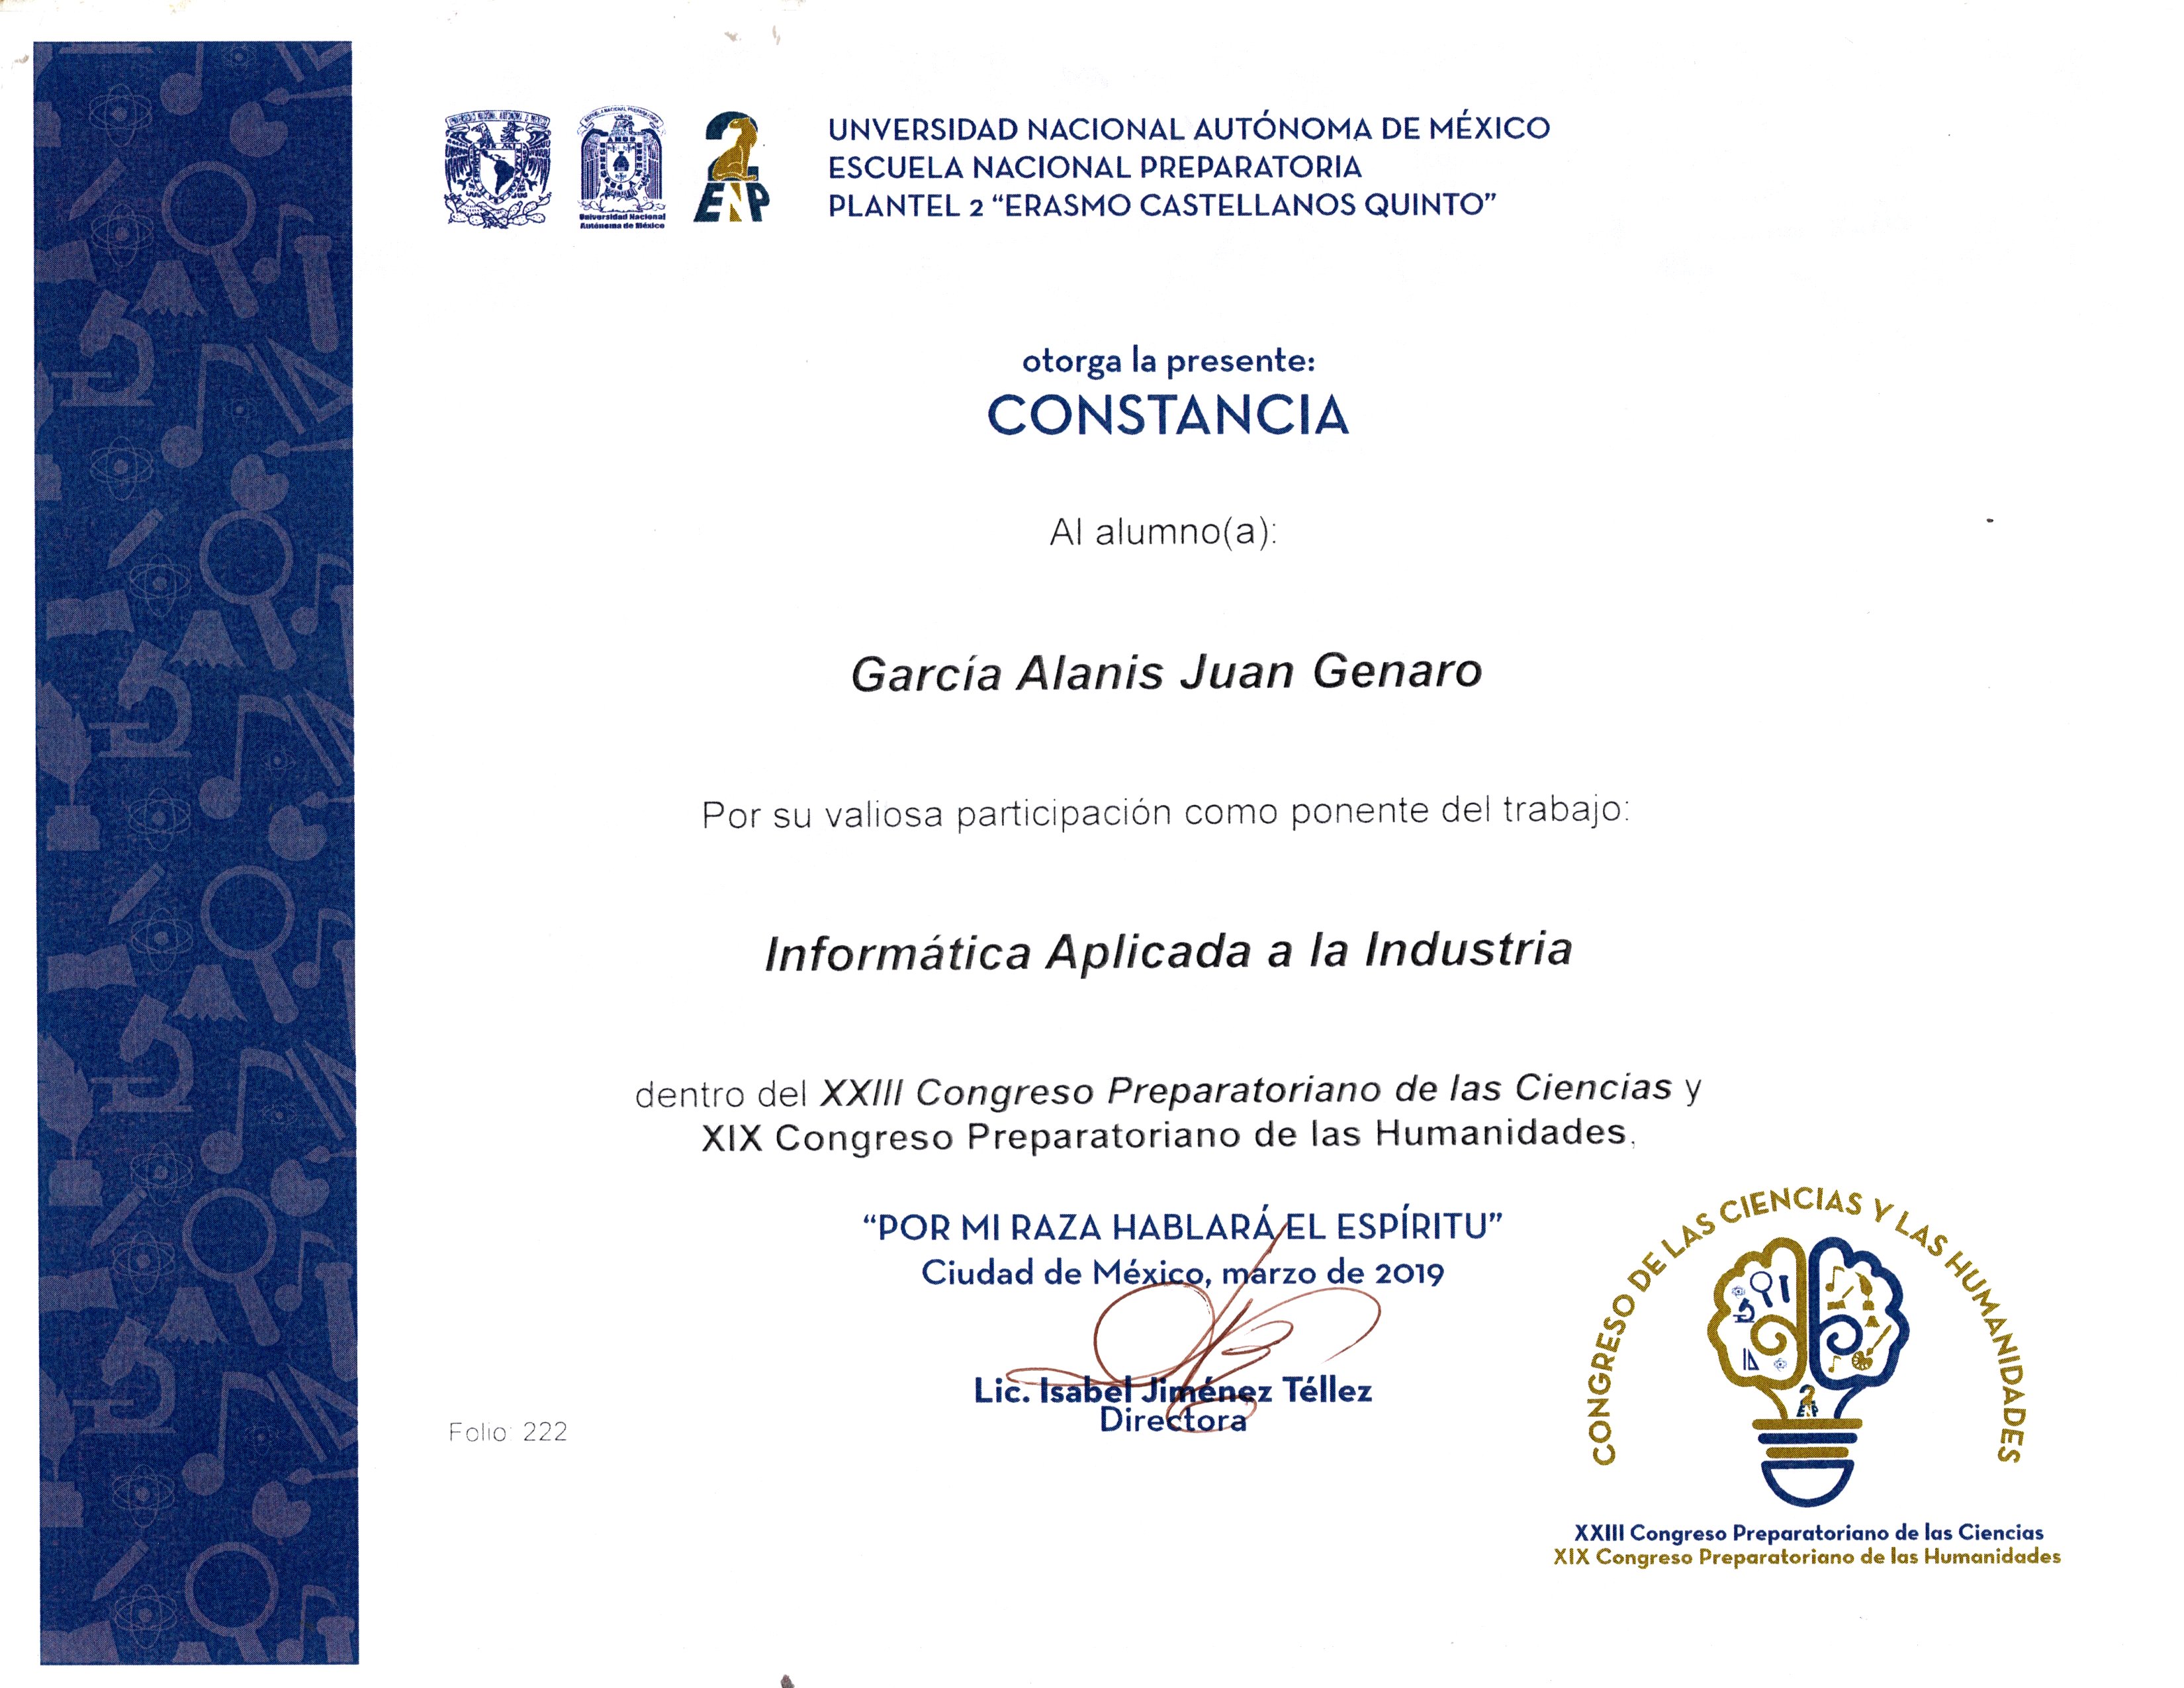 UNVERSIDAD NACIONAL AUTÓNOMA DE MÉXICO
ESCUELA NACIONAL PREPARATORIA
PLANTEL 2 “ERASMO CASTELLANOS QUINTO”
ENP
Universidad Nacional
Autónoma de México
otorga la presente:
CONSTANCIA
Al alumno(a):
García Alanis Juan Genaro
Por su valiosa participación como ponente del trabajo:
Informática Aplicada a la Industria
dentro del XXIII Congreso Preparatoriano de las Ciencias y
XIX Congreso Preparatoriano de las Humanidades.
“POR MI RAZA HABLARÁ EL ESPÍRITU”
Ciudad de México, marzo de 2019
Lic. Isabel Jiménez Téllez
Directora
Folio: 222
CONGRESO DE LAS CIENCIAS Y LAS HUMANIDADES
XXIII Congreso Preparatoriano de las Ciencias
XIX Congreso Preparatoriano de las Humanidades